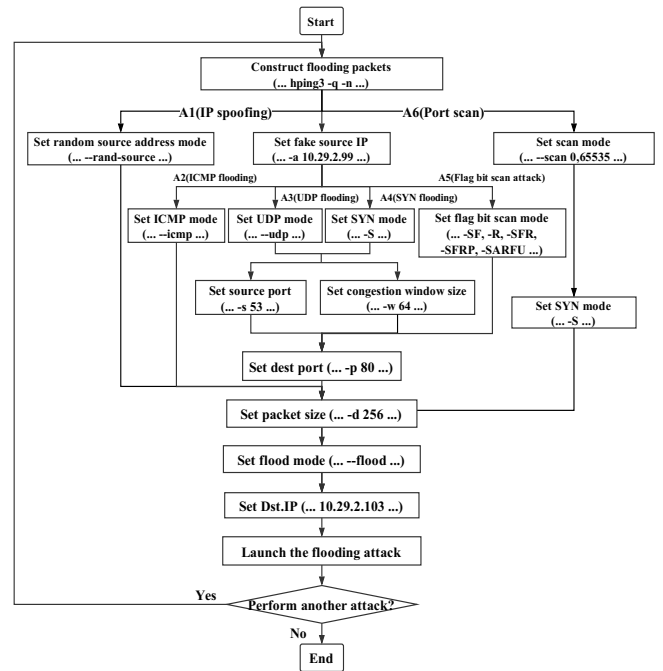 Start
Construct flooding packets
(... hping3 -q -n ...)
A1(IP spoofing)
A6(Port scan)
Set random source address mode
(... --rand-source ...)
Set fake source IP
(... -a 10.29.2.99 ...)
Set scan mode
(... --scan 0,65535 ...)
A2(ICMP flooding)
A3(UDP flooding)
A4(SYN flooding)
A5(Flag bit scan attack)
Set ICMP mode
(... --icmp ...)
Set UDP mode
(... --udp ...)
Set SYN mode
(... -S ...)
Set flag bit scan mode
(... -SF, -R, -SFR,
-SFRP, -SARFU ...)
Set source port
(... -s 53 ...)
Set congestion window size
(... -w 64 ...)
Set SYN mode
(... -S ...)
Set dest port (... -p 80 ...)
Set packet size (... -d 256 ...)
Set flood mode (... --flood ...)
Set Dst.IP (... 10.29.2.103 ...)
Launch the flooding attack
Yes
Perform another attack?
No
End